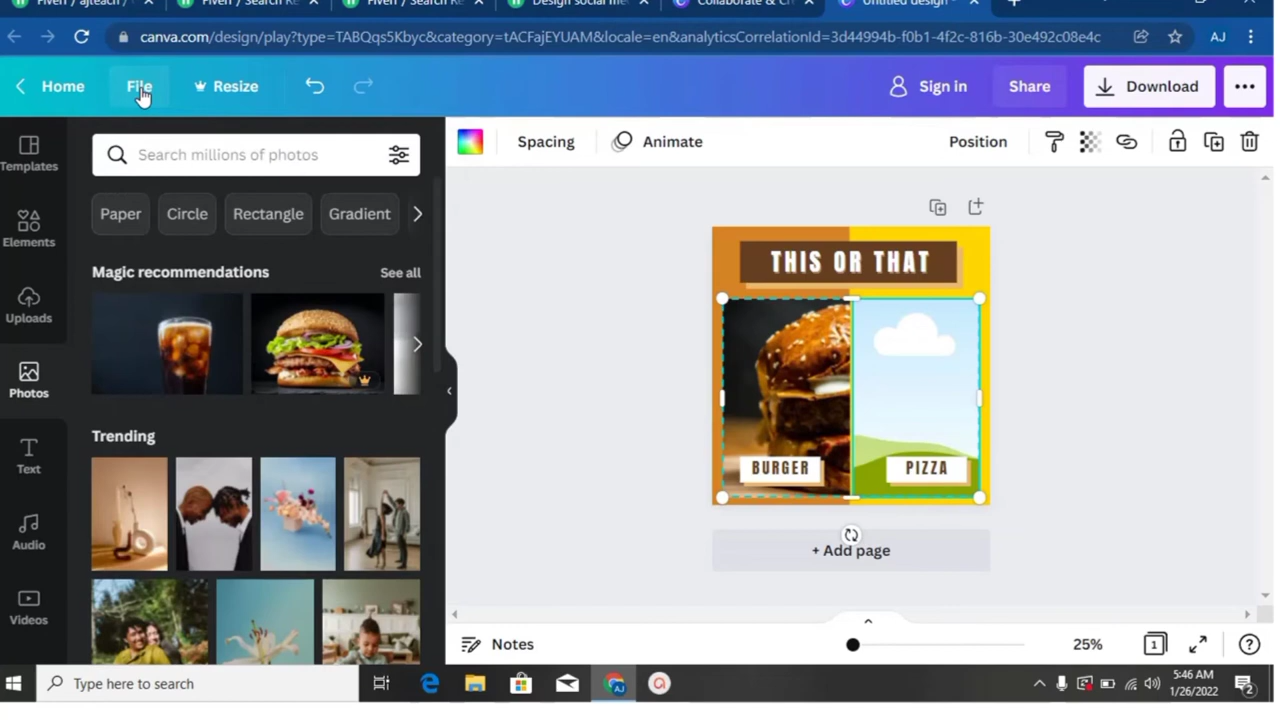 Fiverr / ajteach /
Fiverr / Search Re
Fiverr / Search Re
Design social me
Collaborate & Cr
Untitled design -
canva.com/design/play?type=TABQqs5Kbyc&category=tACFajEYUAM&locale=en&analyticsCorrelationId=3d44994b-f0b1-4f2c-816b-30e492c08e4c
AJ
Home
File
Resize
Sign in
Share
Download
Templates
Elements
Uploads
Photos
Text
Audio
Videos
Search millions of photos
Paper
Circle
Rectangle
Gradient
Magic recommendations
See all
Trending
Spacing
Animate
Position
THIS OR THAT
BURGER
PIZZA
+ Add page
Notes
25%
1
Type here to search
AJ
5:46 AM
1/26/2022
2